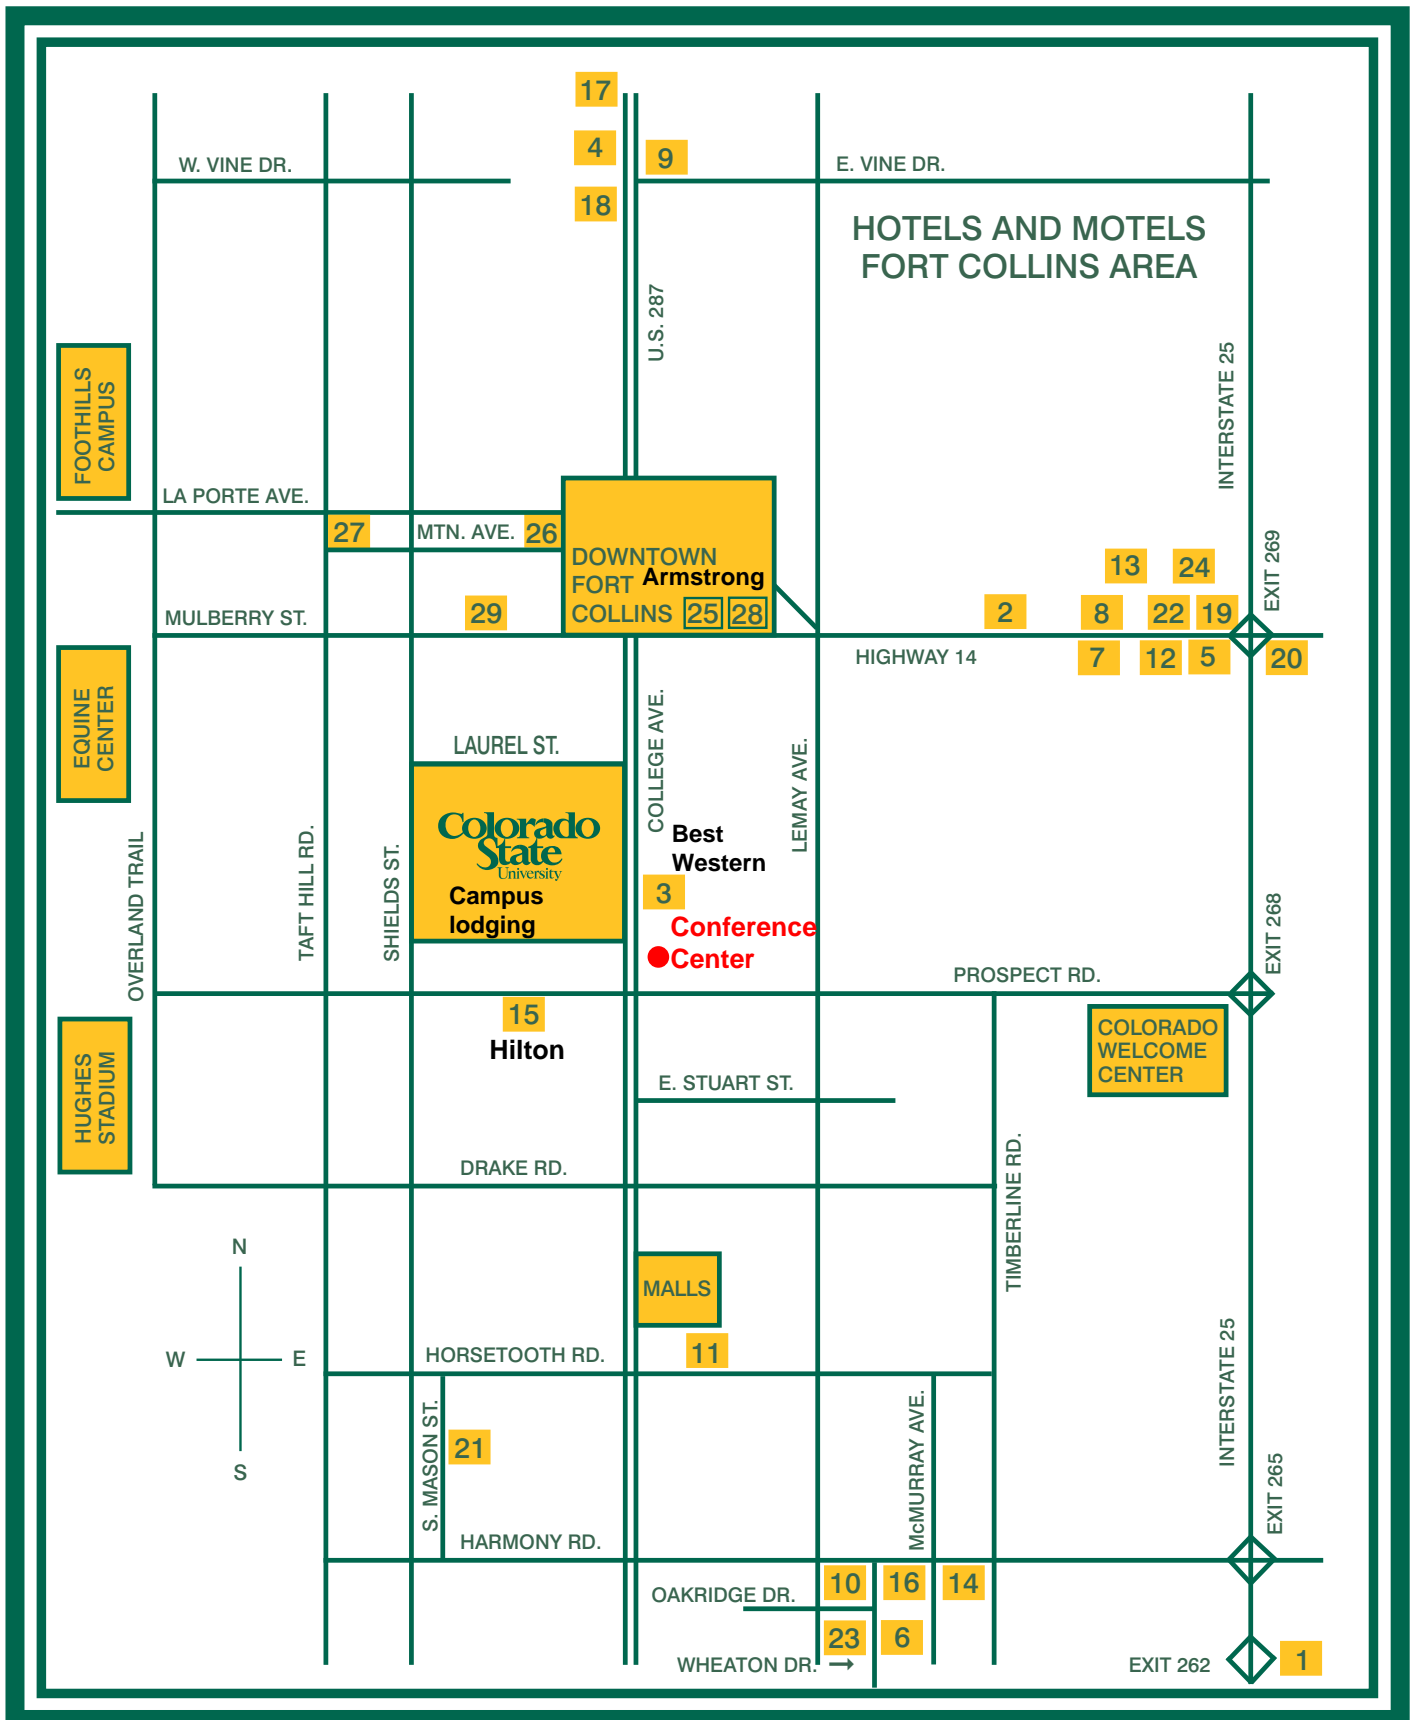 17
4
9
18
W. VINE DR.
E. VINE DR.
HOTELS AND MOTELS
FORT COLLINS AREA
U.S. 287
INTERSTATE 25
FOOTHILLS
CAMPUS
LA PORTE AVE.
27
MTN. AVE.
26
DOWNTOWN
FORT
COLLINS
Armstrong
25
28
EXIT 269
13
24
MULBERRY ST.
29
2
8
22
19
HIGHWAY 14
7
12
5
20
EQUINE
CENTER
LAUREL ST.
COLLEGE AVE.
LEMAY AVE.
Colorado
State
University
Campus
lodging
Best
Western
3
Conference
Center
OVERLAND TRAIL
TAFT HILL RD.
SHIELDS ST.
EXIT 268
PROSPECT RD.
15
Hilton
COLORADO
WELCOME
CENTER
HUGHES
STADIUM
E. STUART ST.
DRAKE RD.
TIMBERLINE RD.
N
W
E
S
MALLS
11
HORSETOOTH RD.
S. MASON ST.
21
McMURRAY AVE.
INTERSTATE 25
EXIT 265
HARMONY RD.
10
16
14
OAKRIDGE DR.
23
6
WHEATON DR. →
EXIT 262
1